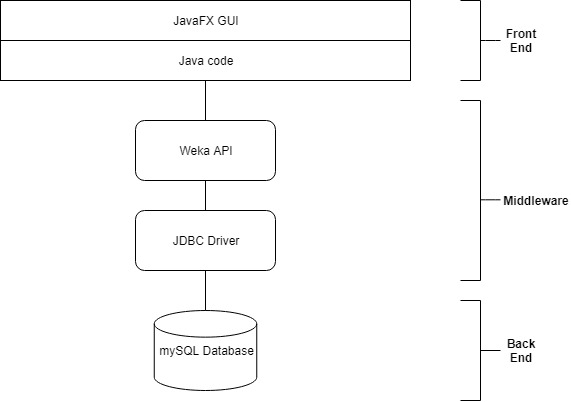 JavaFX GUI
Java code
Front
End
Weka API
JDBC Driver
Middleware
mySQL Database
Back
End